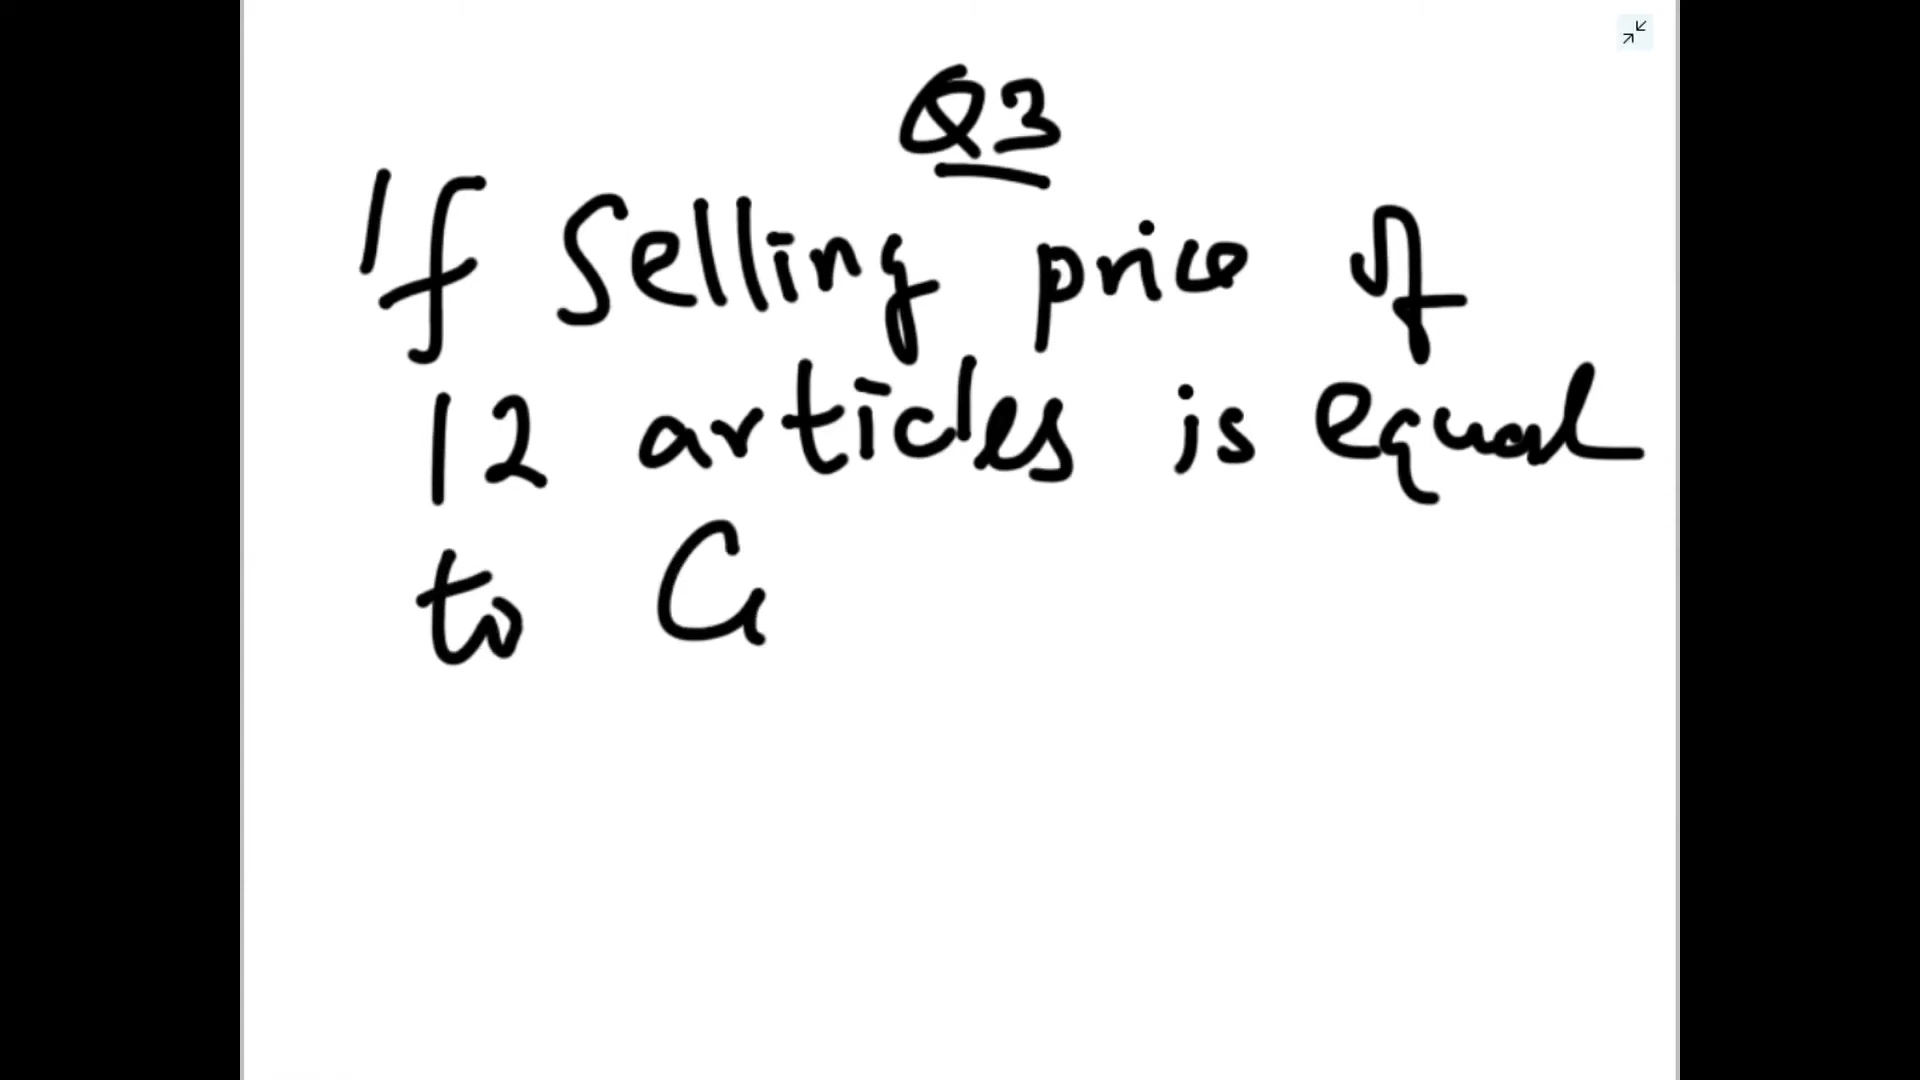 Q3
If Selling price of
12 articles is equal
to